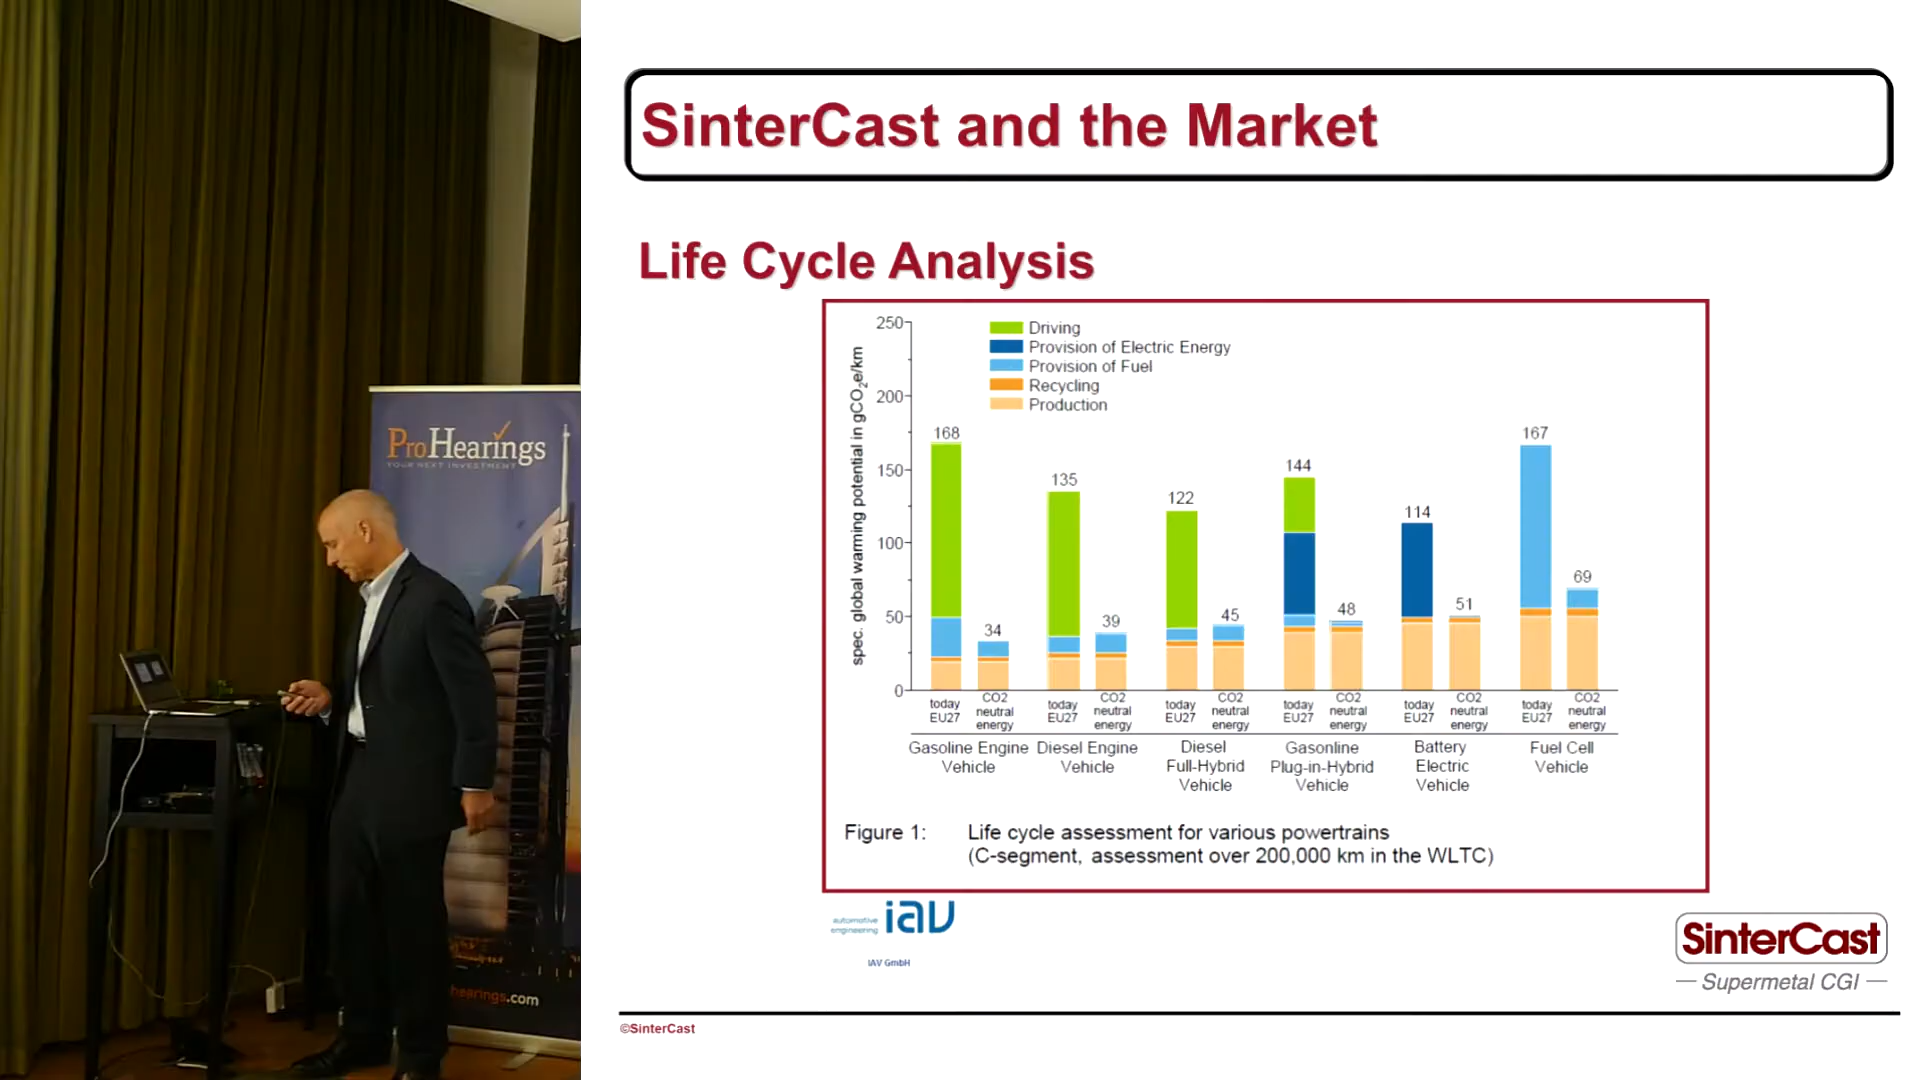 ProHearings
YOUR NEXT INVESTMENT
hearings.com
SinterCast and the Market
Life Cycle Analysis
spec. global warming potential in gCO2e/km
250
200
150
100
50
0
Driving
Provision of Electric Energy
Provision of Fuel
Recycling
Production
168
34
135
39
122
45
144
48
114
51
167
69
today EU27
CO2 neutral energy
today EU27
CO2 neutral energy
today EU27
CO2 neutral energy
today EU27
CO2 neutral energy
today EU27
CO2 neutral energy
today EU27
CO2 neutral energy
Gasoline Engine Vehicle
Diesel Engine Vehicle
Diesel Full-Hybrid Vehicle
Gasonline Plug-in-Hybrid Vehicle
Battery Electric Vehicle
Fuel Cell Vehicle
Figure 1: Life cycle assessment for various powertrains
(C-segment, assessment over 200,000 km in the WLTC)
automotive engineering iav
IAV GmbH
SinterCast
— Supermetal CGI —
©SinterCast